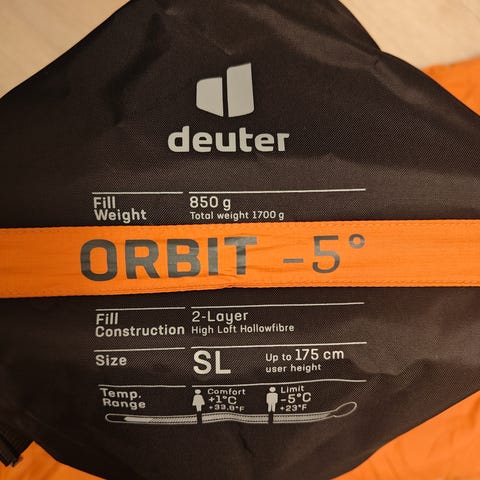 deuter
Fill Weight 850 g
Total weight 1700 g
ORBIT -5°
Fill Construction 2-Layer
High Loft Hollowfibre
Size SL Up to 175 cm
user height
Temp. Range Comfort +1°C +33.8°F
Limit -5°C +23°F